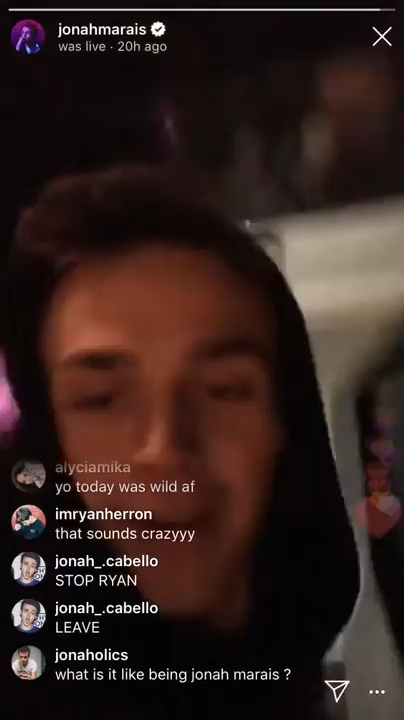 jonahmarais
was live · 20h ago
alyciamika
yo today was wild af
imryanherron
that sounds crazyyy
jonah_.cabello
STOP RYAN
jonah_.cabello
LEAVE
jonaholics
what is it like being jonah marais ?